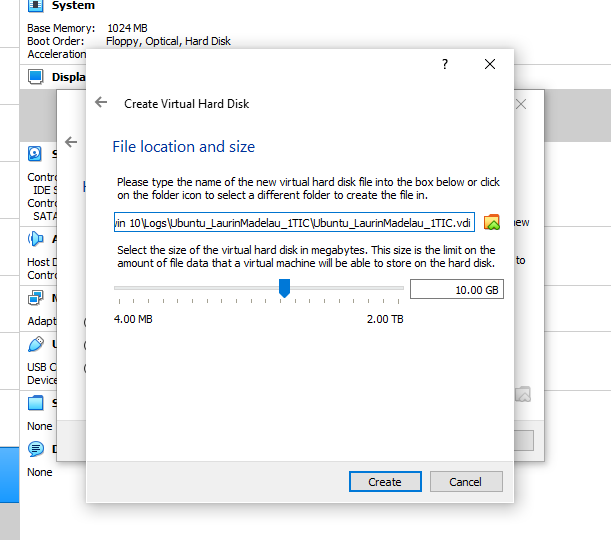 System
Base Memory: 1024 MB
Boot Order: Floppy, Optical, Hard Disk
Acceleration
Displa
?
Create Virtual Hard Disk
File location and size
Please type the name of the new virtual hard disk file into the box below or click
on the folder icon to select a different folder to create the file in.
win 10\Logs\Ubuntu_LaurinMadelau_1TIC\Ubuntu_LaurinMadelau_1TIC.vdi
Select the size of the virtual hard disk in megabytes. This size is the limit on the
amount of file data that a virtual machine will be able to store on the hard disk.
10.00 GB
4.00 MB
2.00 TB
Create
Cancel
S
Contro
IDE S
Contro
SATA
A
Host D
Contro
N
Adapt
U
USB C
Device
S
None
D
None
new
to